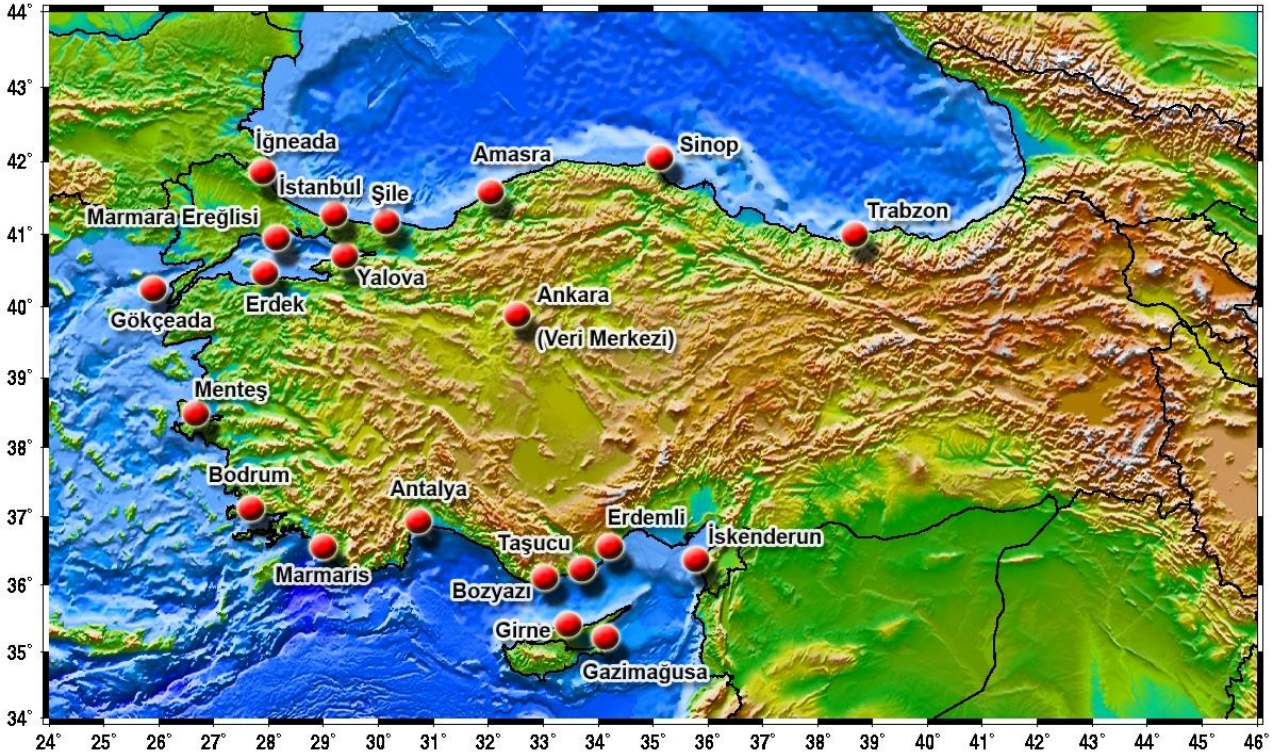 44°
43°
42°
41°
40°
39°
38°
37°
36°
35°
34°
İğneada
İstanbul
Şile
Amasra
Sinop
Trabzon
Marmara Ereğlisi
Yalova
Erdek
Gökçeada
Ankara
(Veri Merkezi)
Menteş
Bodrum
Marmaris
Antalya
Erdemli
Taşucu
İskenderun
Bozyazı
Girne
Gazimağusa
24° 25° 26° 27° 28° 29° 30° 31° 32° 33° 34° 35° 36° 37° 38° 39° 40° 41° 42° 43° 44° 45° 46°